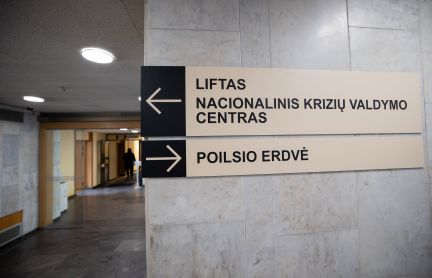 LIFTAS
NACIONALINIS KRIZIŲ VALDYMO
CENTRAS
POILSIO ERDVĖ